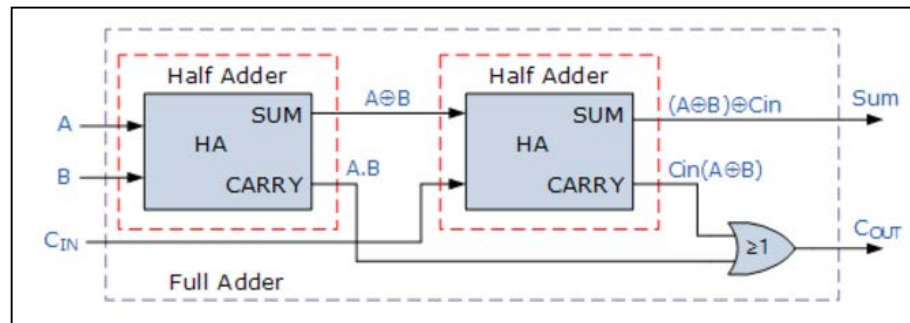 Half Adder
Half Adder
A⊕B
(A⊕B)⊕Cin
Sum
SUM
SUM
A
HA
HA
B
CARRY
A.B
CARRY
Cin(A⊕B)
CIN
≥1
COUT
Full Adder